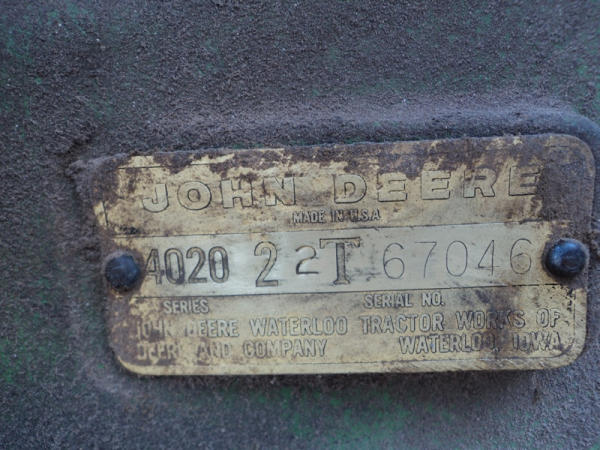 JOHN DEERE
MADE IN U.S.A
4020 22T 67046
SERIES SERIAL NO.
JOHN DEERE WATERLOO TRACTOR WORKS OF
DEERE AND COMPANY WATERLOO, IOWA